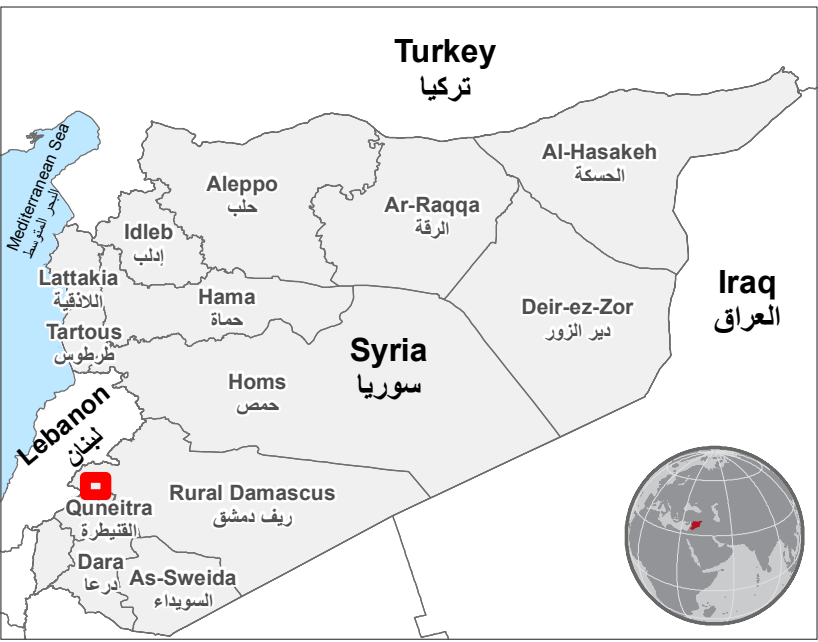 Turkey
تركيا
Mediterranean Sea
البحر المتوسط
Al-Hasakeh
الحسكة
Aleppo
حلب
Ar-Raqqa
الرقة
Idleb
إدلب
Lattakia
اللاذقية
Hama
حماة
Iraq
العراق
Deir-ez-Zor
دير الزور
Tartous
طرطوس
Syria
سوريا
Homs
حمص
Lebanon
لبنان
Rural Damascus
ريف دمشق
Quneitra
القنيطرة
Dara
درعا
As-Sweida
السويداء